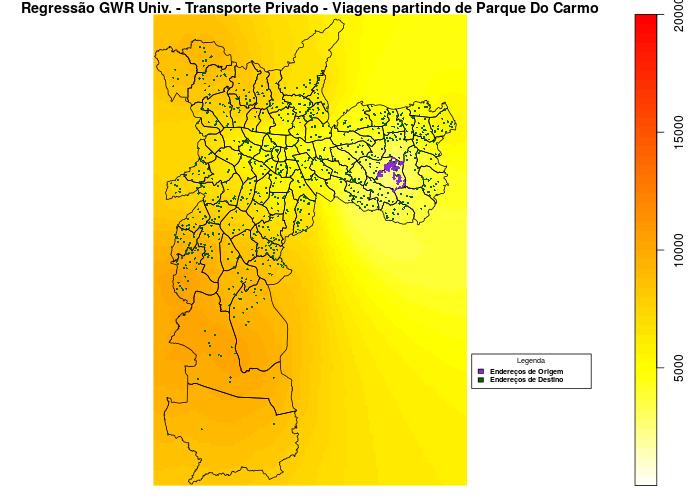 Regressão GWR Univ. - Transporte Privado - Viagens partindo de Parque Do Carmo
20000
15000
10000
5000
Legenda
Endereços de Origem
Endereços de Destino